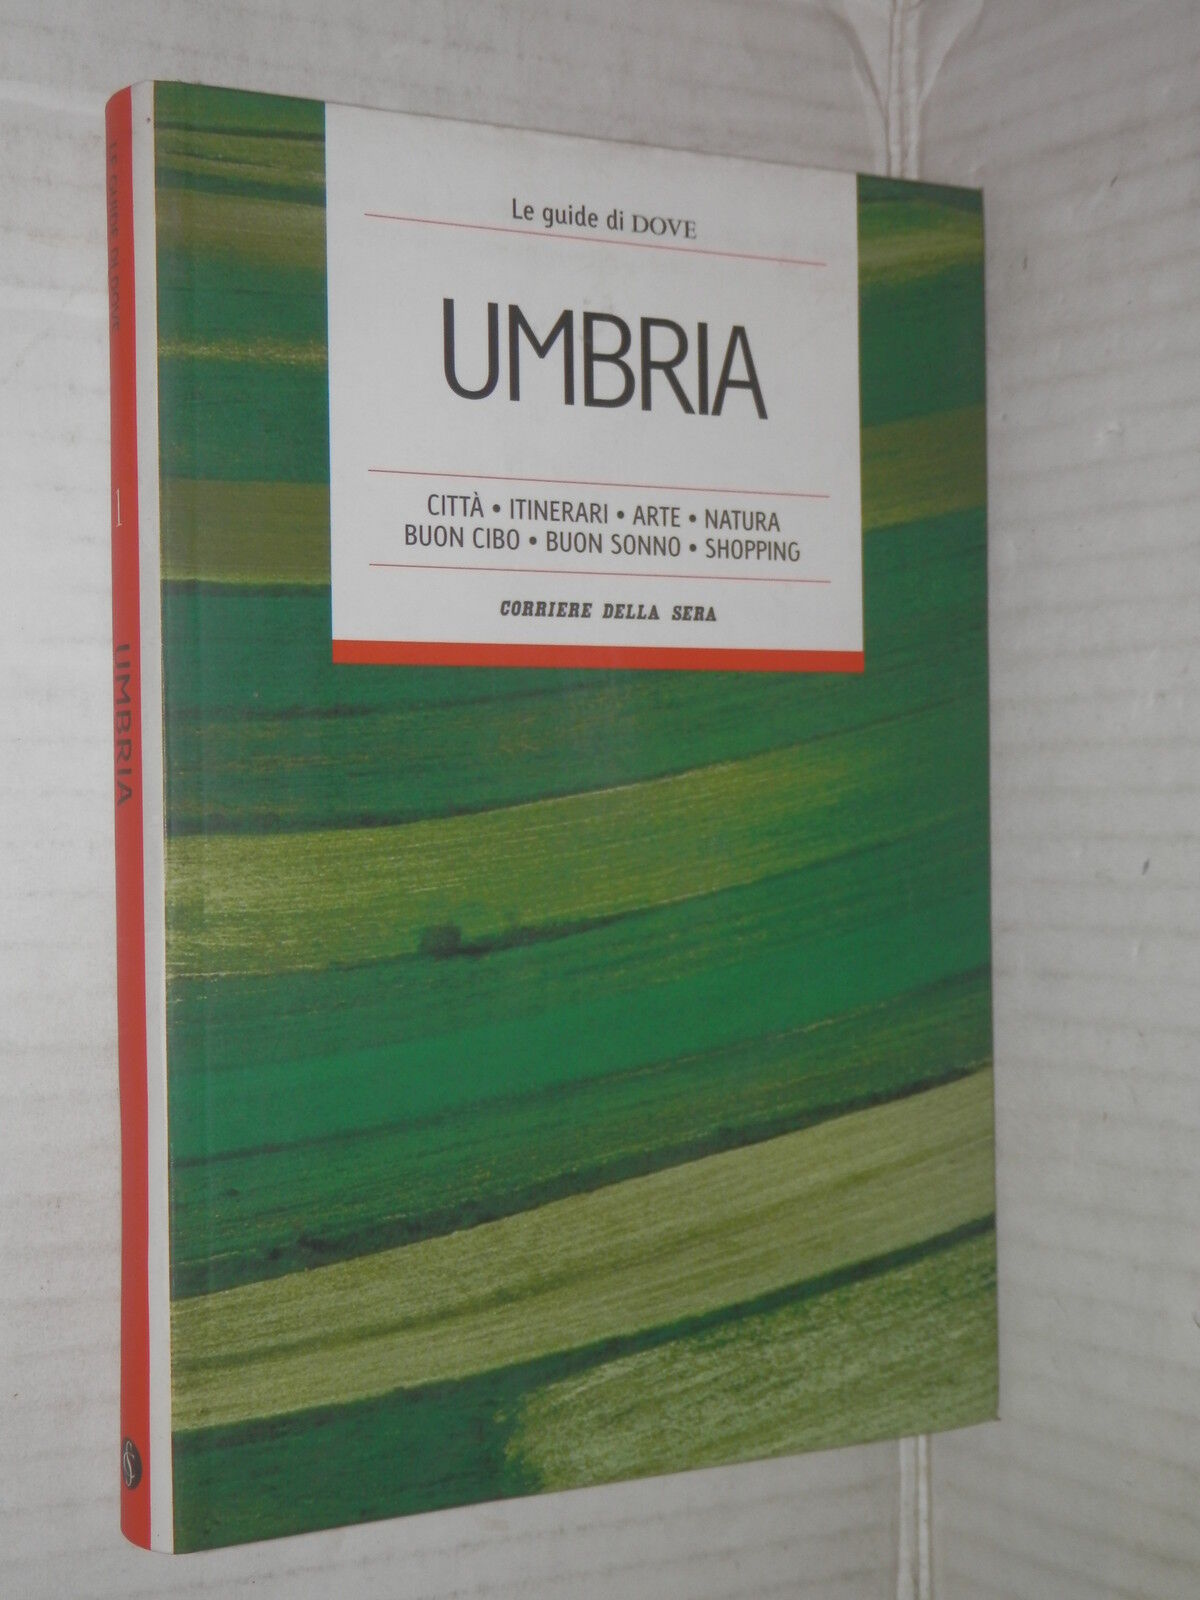 Le guide di DOVE
UMBRIA
CITTÀ • ITINERARI • ARTE • NATURA
BUON CIBO • BUON SONNO • SHOPPING
CORRIERE DELLA SERA
LE GUIDE DI DOVE
1
UMBRIA